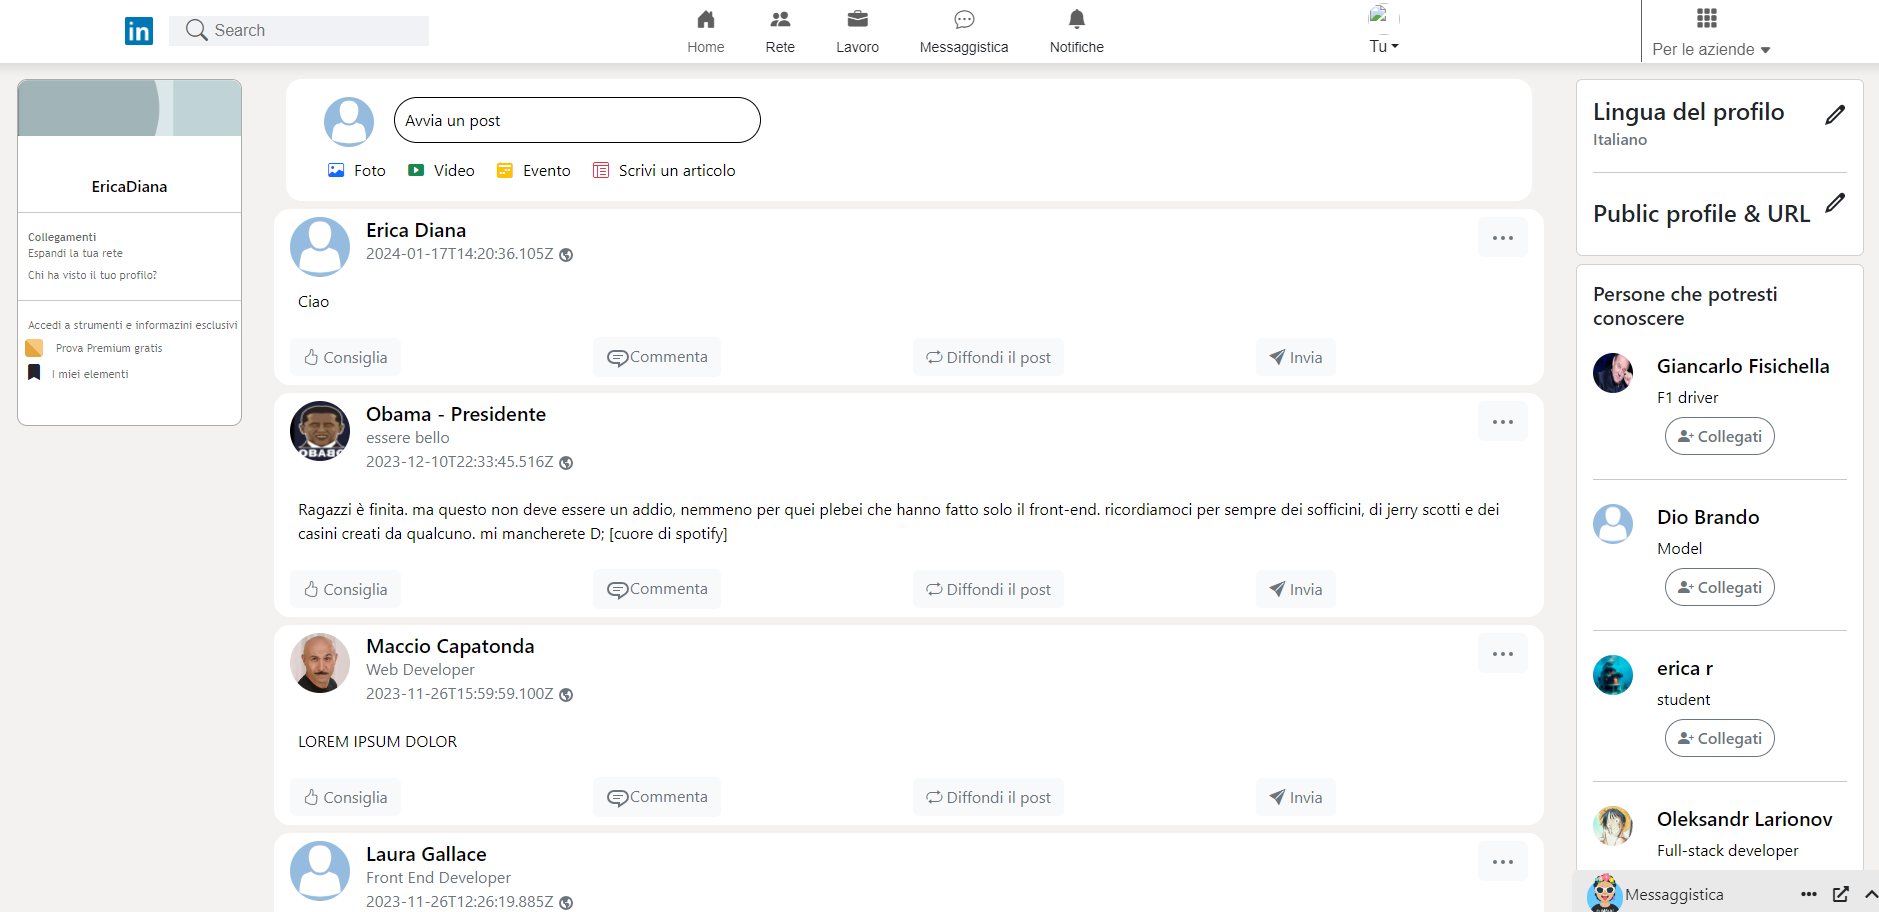 in
Search
Home
Rete
Lavoro
Messaggistica
Notifiche
Tu
Per le aziende
EricaDiana
Collegamenti
Espandi la tua rete
Chi ha visto il tuo profilo?
Accedi a strumenti e informazini esclusivi
Prova Premium gratis
I miei elementi
Avvia un post
Foto
Video
Evento
Scrivi un articolo
Erica Diana
2024-01-17T14:20:36.105Z
Ciao
Consiglia
Commenta
Diffondi il post
Invia
Obama - Presidente
essere bello
2023-12-10T22:33:45.516Z
Ragazzi è finita. ma questo non deve essere un addio, nemmeno per quei plebei che hanno fatto solo il front-end. ricordiamoci per sempre dei sofficini, di jerry scotti e dei
casini creati da qualcuno. mi mancherete D; [cuore di spotify]
Consiglia
Commenta
Diffondi il post
Invia
Maccio Capatonda
Web Developer
2023-11-26T15:59:59.100Z
LOREM IPSUM DOLOR
Consiglia
Commenta
Diffondi il post
Invia
Laura Gallace
Front End Developer
2023-11-26T12:26:19.885Z
Lingua del profilo
Italiano
Public profile & URL
Persone che potresti
conoscere
Giancarlo Fisichella
F1 driver
Collegati
Dio Brando
Model
Collegati
erica r
student
Collegati
Oleksandr Larionov
Full-stack developer
Messaggistica